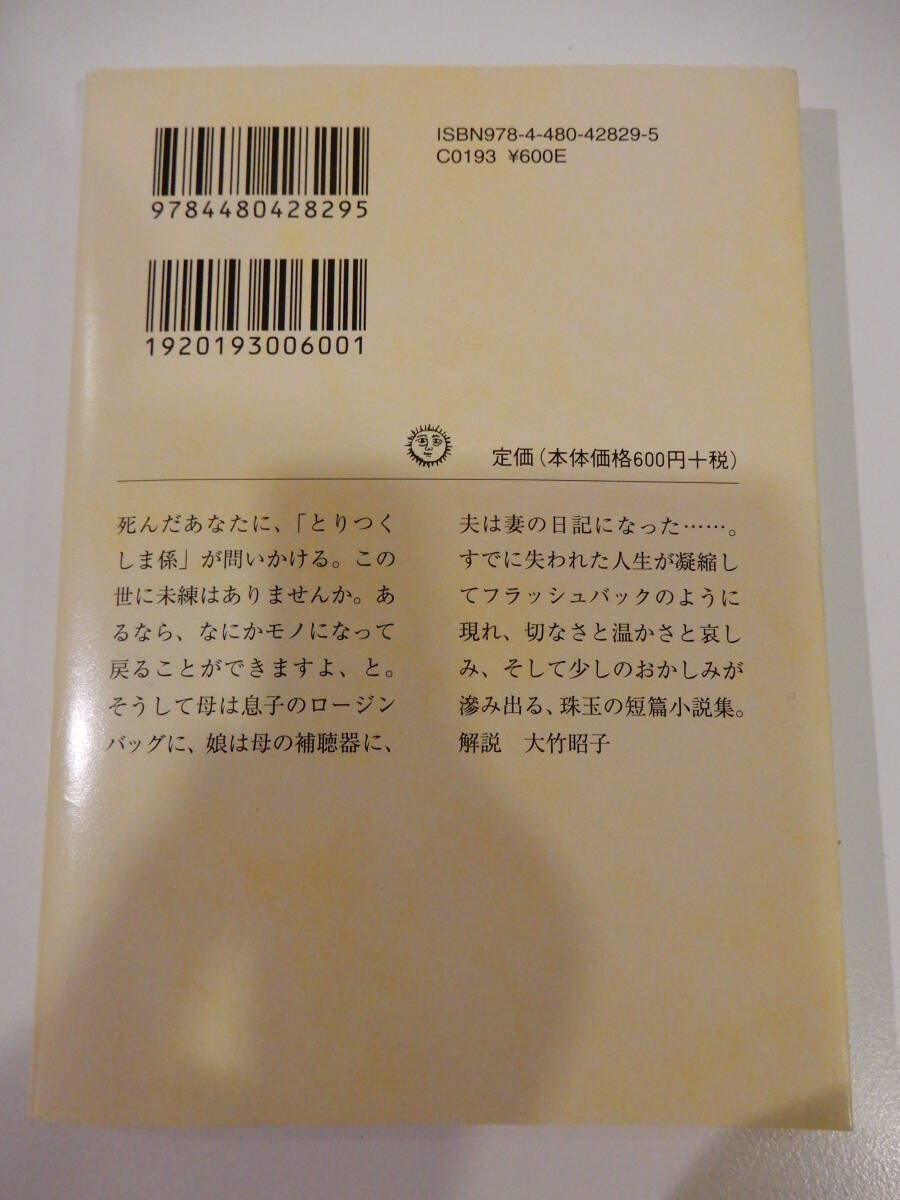 ISBN978-4-480-42829-5
C0193 ¥600E
9784480428295
1920193006001
定価(本体価格600円+税)
死んだあなたに、「とりつく
しま係」が問いかける。この
世に未練はありませんか。あ
るなら、なにかモノになって
戻ることができますよ、と。
そうして母は息子のロージン
バッグに、娘は母の補聴器に、
夫は妻の日記になった……。
すでに失われた人生が凝縮し
てフラッシュバックのように
現れ、切なさと温かさと哀し
み、そして少しのおかしみが
滲み出る、珠玉の短篇小説集。
解説 大竹昭子